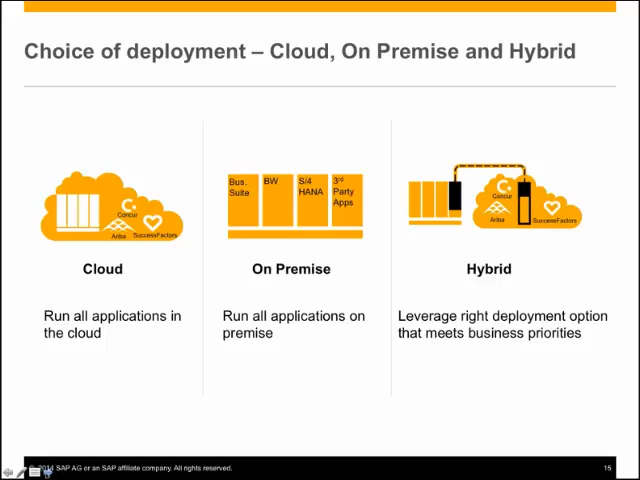 Choice of deployment – Cloud, On Premise and Hybrid
Concur
Ariba
SuccessFactors
Bus.
Suite
BW
S/4
HANA
3rd
Party
Apps
Concur
Ariba
SuccessFactors
Cloud
On Premise
Hybrid
Run all applications in
the cloud
Run all applications on
premise
Leverage right deployment option
that meets business priorities
2014 SAP AG or an SAP affiliate company. All rights reserved.
15